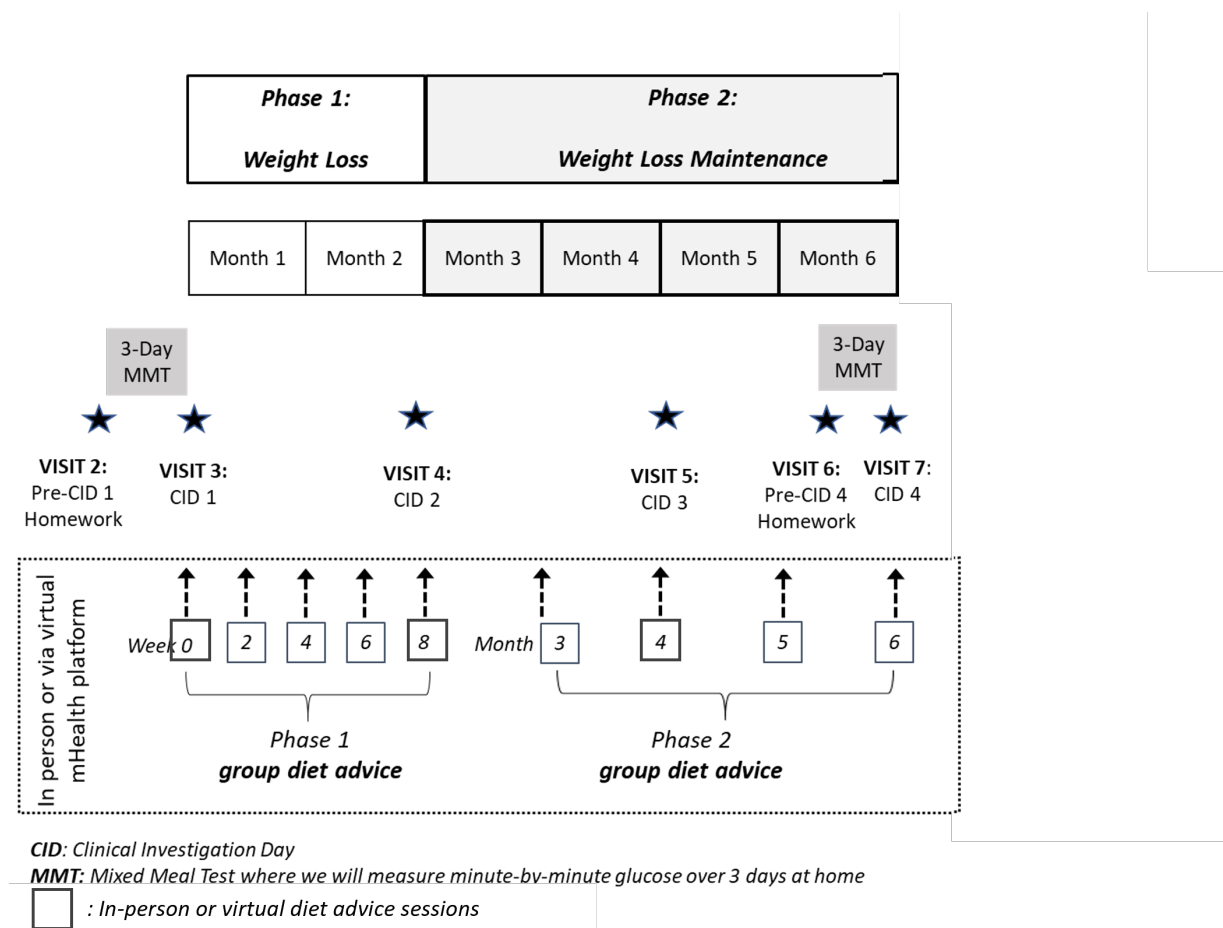 Phase 1:
Weight Loss
Phase 2:
Weight Loss Maintenance
Month 1
Month 2
Month 3
Month 4
Month 5
Month 6
3-Day
MMT
3-Day
MMT
VISIT 2:
Pre-CID 1
Homework
VISIT 3:
CID 1
VISIT 4:
CID 2
VISIT 5:
CID 3
VISIT 6:
Pre-CID 4
Homework
VISIT 7:
CID 4
In person or via virtual
mHealth platform
Week 0 2 4 6 8
Month 3 4 5 6
Phase 1
group diet advice
Phase 2
group diet advice
CID: Clinical Investigation Day
MMT: Mixed Meal Test where we will measure minute-by-minute glucose over 3 days at home
: In-person or virtual diet advice sessions